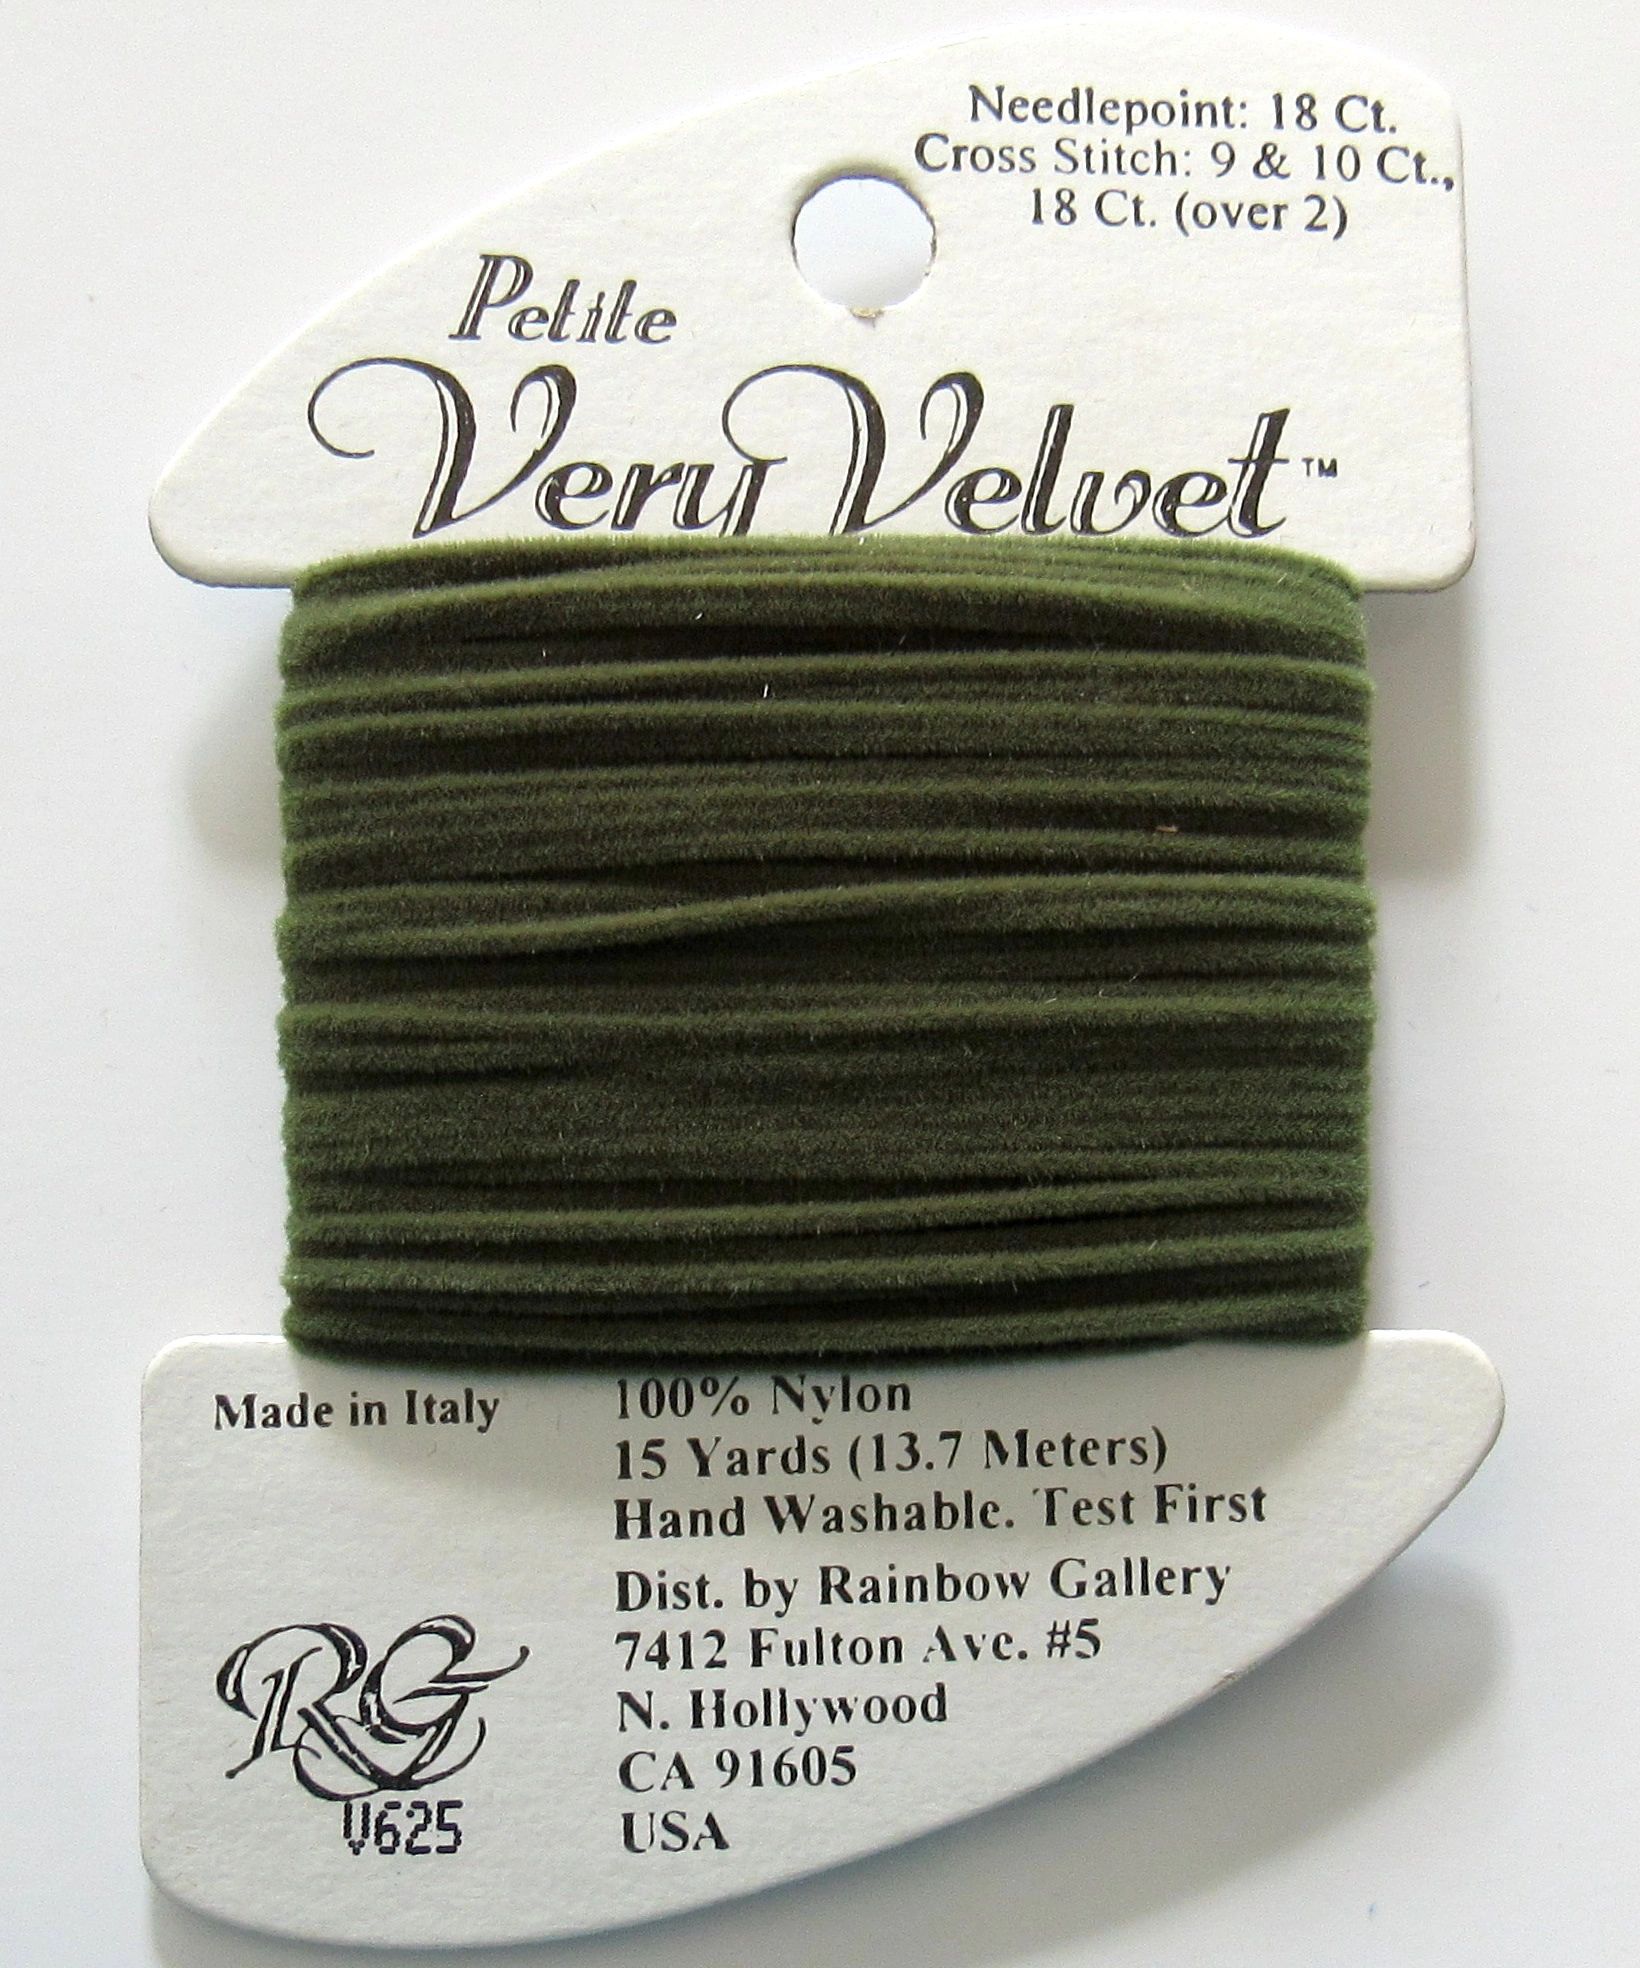 Needlepoint: 18 Ct.
Cross Stitch: 9 & 10 Ct.,
18 Ct. (over 2)
Petite
Very Velvet™
Made in Italy
100% Nylon
15 Yards (13.7 Meters)
Hand Washable. Test First
Dist. by Rainbow Gallery
7412 Fulton Ave. #5
N. Hollywood
CA 91605
USA
RG
V625